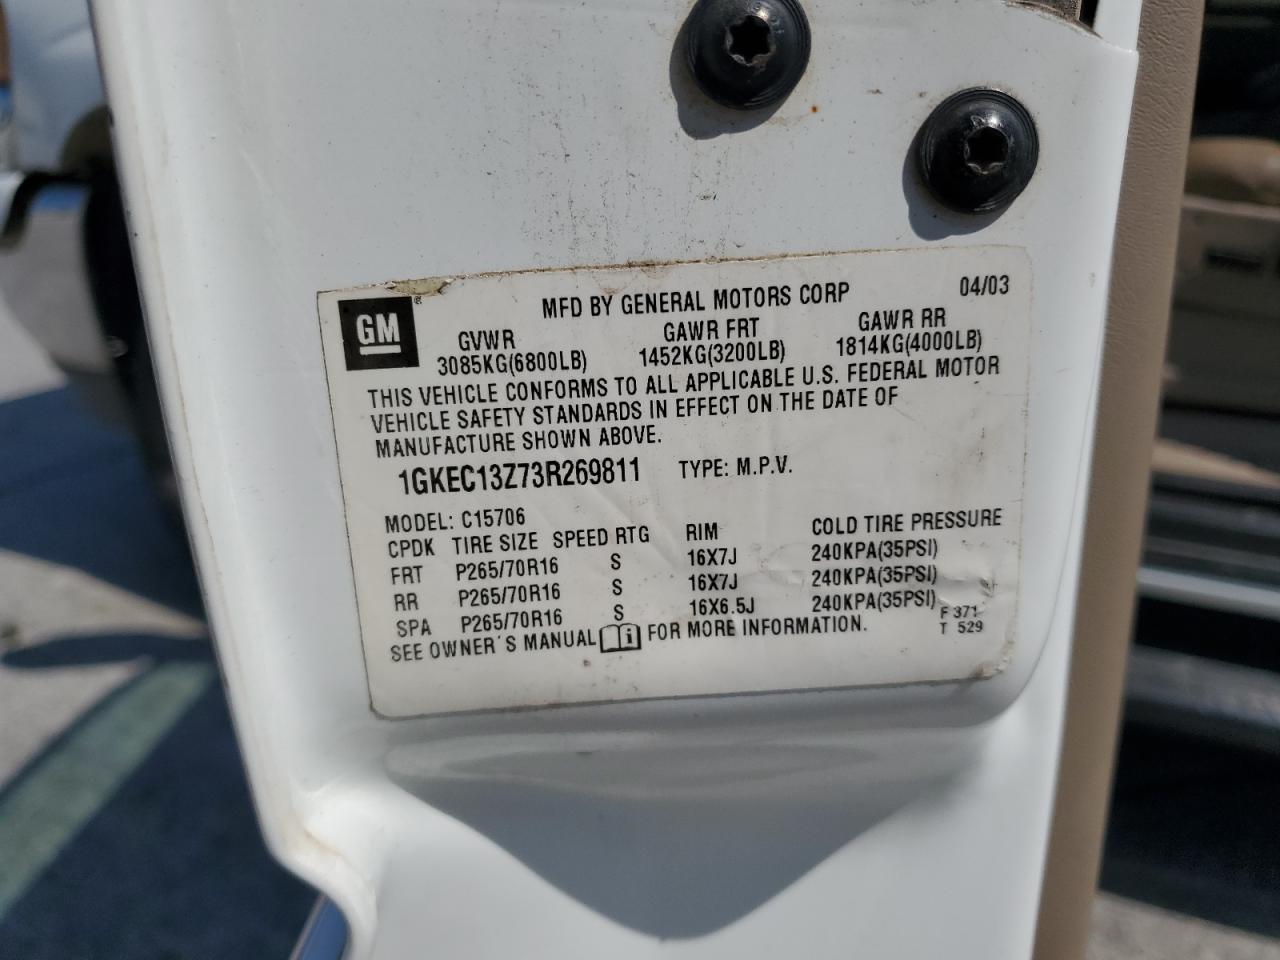 GM
MFD BY GENERAL MOTORS CORP 04/03
GVWR GAWR FRT GAWR RR
3085KG(6800LB) 1452KG(3200LB) 1814KG(4000LB)
THIS VEHICLE CONFORMS TO ALL APPLICABLE U.S. FEDERAL MOTOR
VEHICLE SAFETY STANDARDS IN EFFECT ON THE DATE OF
MANUFACTURE SHOWN ABOVE.
1GKEC13Z73R269811 TYPE: M.P.V.
MODEL: C15706
CPDK TIRE SIZE SPEED RTG RIM COLD TIRE PRESSURE
FRT P265/70R16 S 16X7J 240KPA(35PSI)
RR P265/70R16 S 16X7J 240KPA(35PSI)
SPA P265/70R16 S 16X6.5J 240KPA(35PSI)
SEE OWNER'S MANUAL FOR MORE INFORMATION.
F 371
T 529